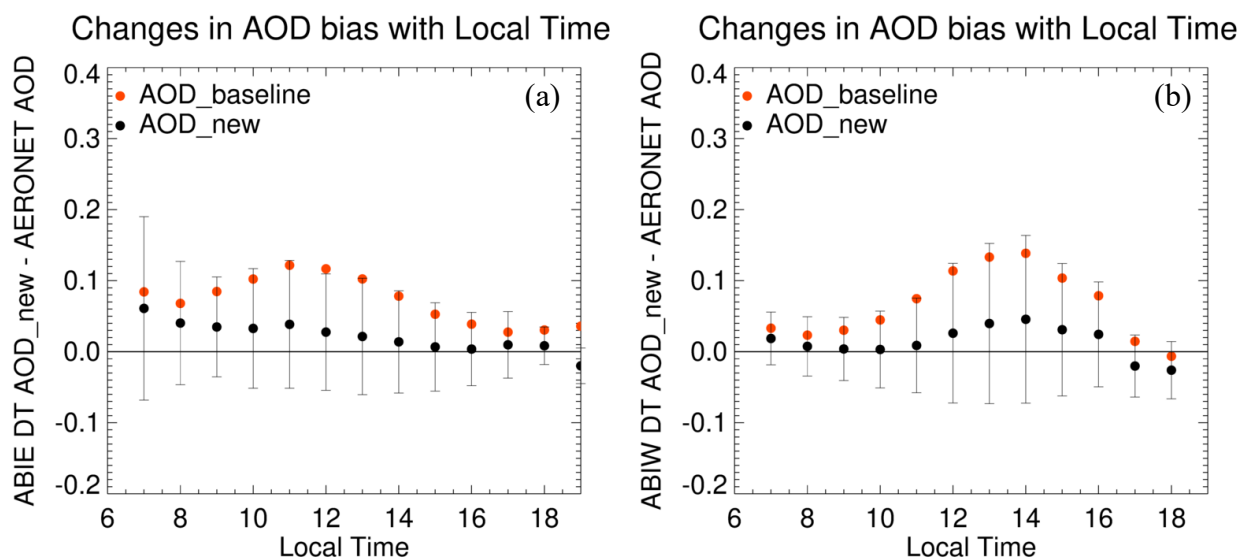 Changes in AOD bias with Local Time
ABIE DT AOD_new - AERONET AOD
0.4
0.3
0.2
0.1
0.0
-0.1
-0.2
AOD_baseline
AOD_new
(a)
6 8 10 12 14 16 18
Local Time
Changes in AOD bias with Local Time
ABIW DT AOD_new - AERONET AOD
0.4
0.3
0.2
0.1
0.0
-0.1
-0.2
AOD_baseline
AOD_new
(b)
6 8 10 12 14 16 18
Local Time